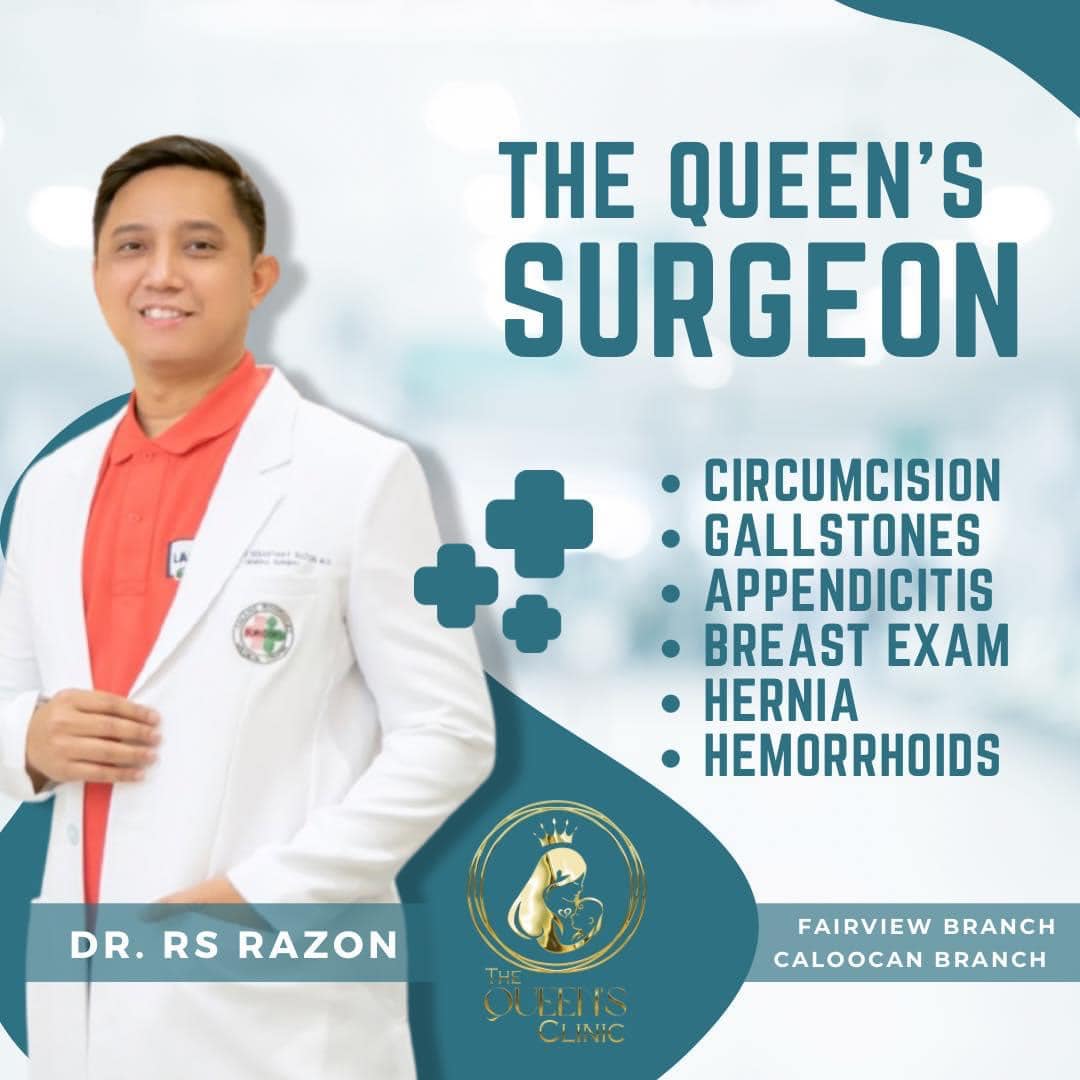 THE QUEEN'S
SURGEON
• CIRCUMCISION
• GALLSTONES
• APPENDICITIS
• BREAST EXAM
• HERNIA
• HEMORRHOIDS
DR. RS RAZON
THE
QUEEN'S
CLINIC
FAIRVIEW BRANCH
CALOOCAN BRANCH